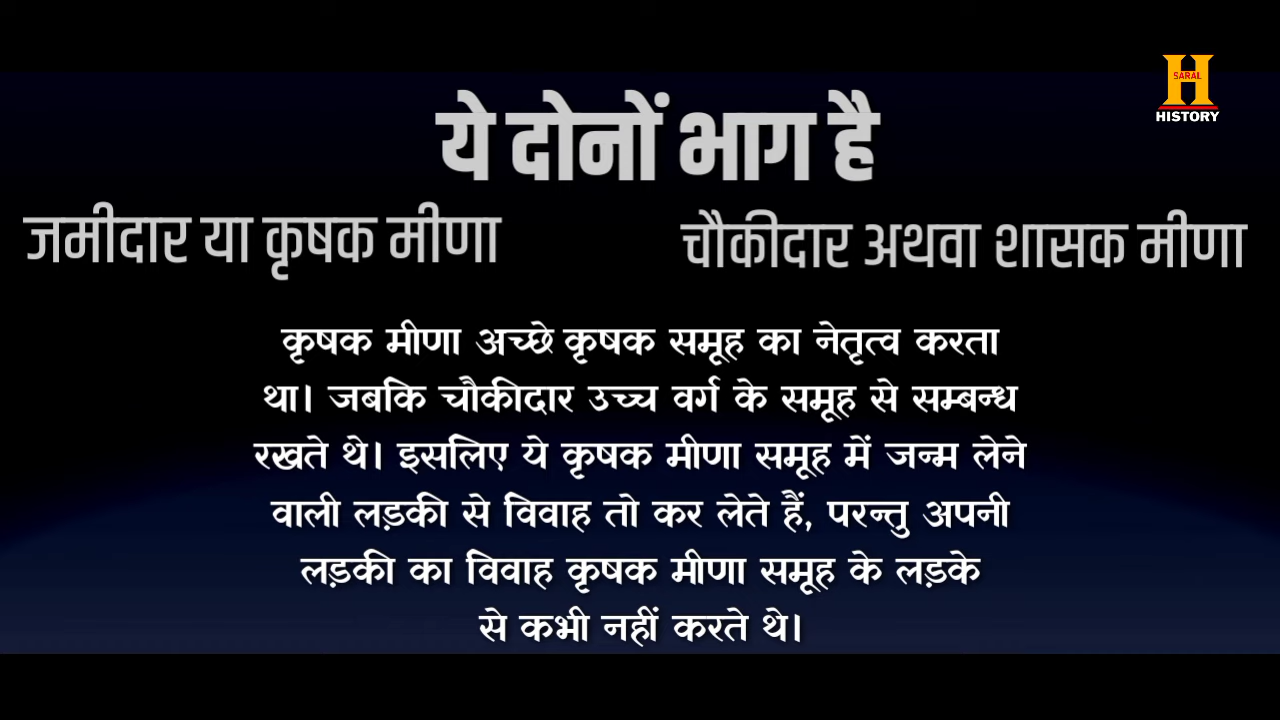 SARAL
HISTORY
ये दोनों भाग है
जमीदार या कृषक मीणा
चौकीदार अथवा शासक मीणा
कृषक मीणा अच्छे कृषक समूह का नेतृत्व करता
था। जबकि चौकीदार उच्च वर्ग के समूह से सम्बन्ध
रखते थे। इसलिए ये कृषक मीणा समूह में जन्म लेने
वाली लड़की से विवाह तो कर लेते हैं, परन्तु अपनी
लड़की का विवाह कृषक मीणा समूह के लड़के
से कभी नहीं करते थे।